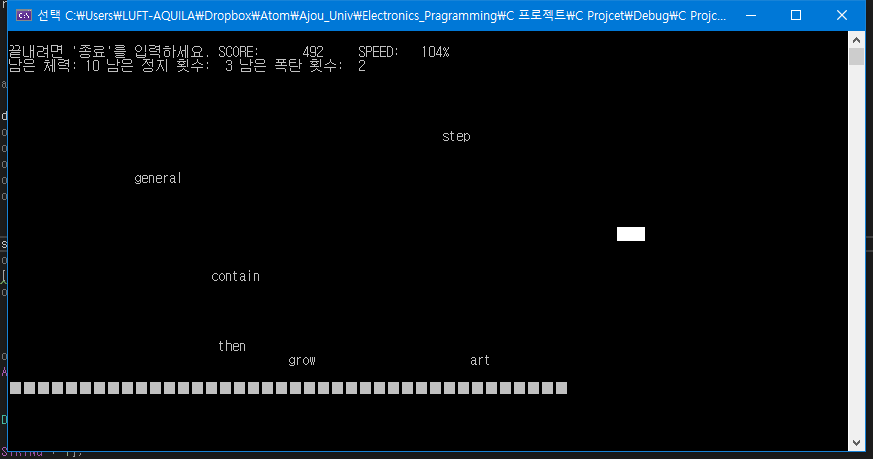 선택 C:₩Users₩LUFT-AQUILA₩Dropbox₩Atom₩Ajou_Univ₩Electronics_Pragramming₩C 프로젝트₩C Projcet₩Debug₩C Projc...
끝내려면 '종료'를 입력하세요. SCORE: 492 SPEED: 104%
남은 체력: 10 남은 정지 횟수: 3 남은 폭탄 횟수: 2
step
general
contain
then
grow art